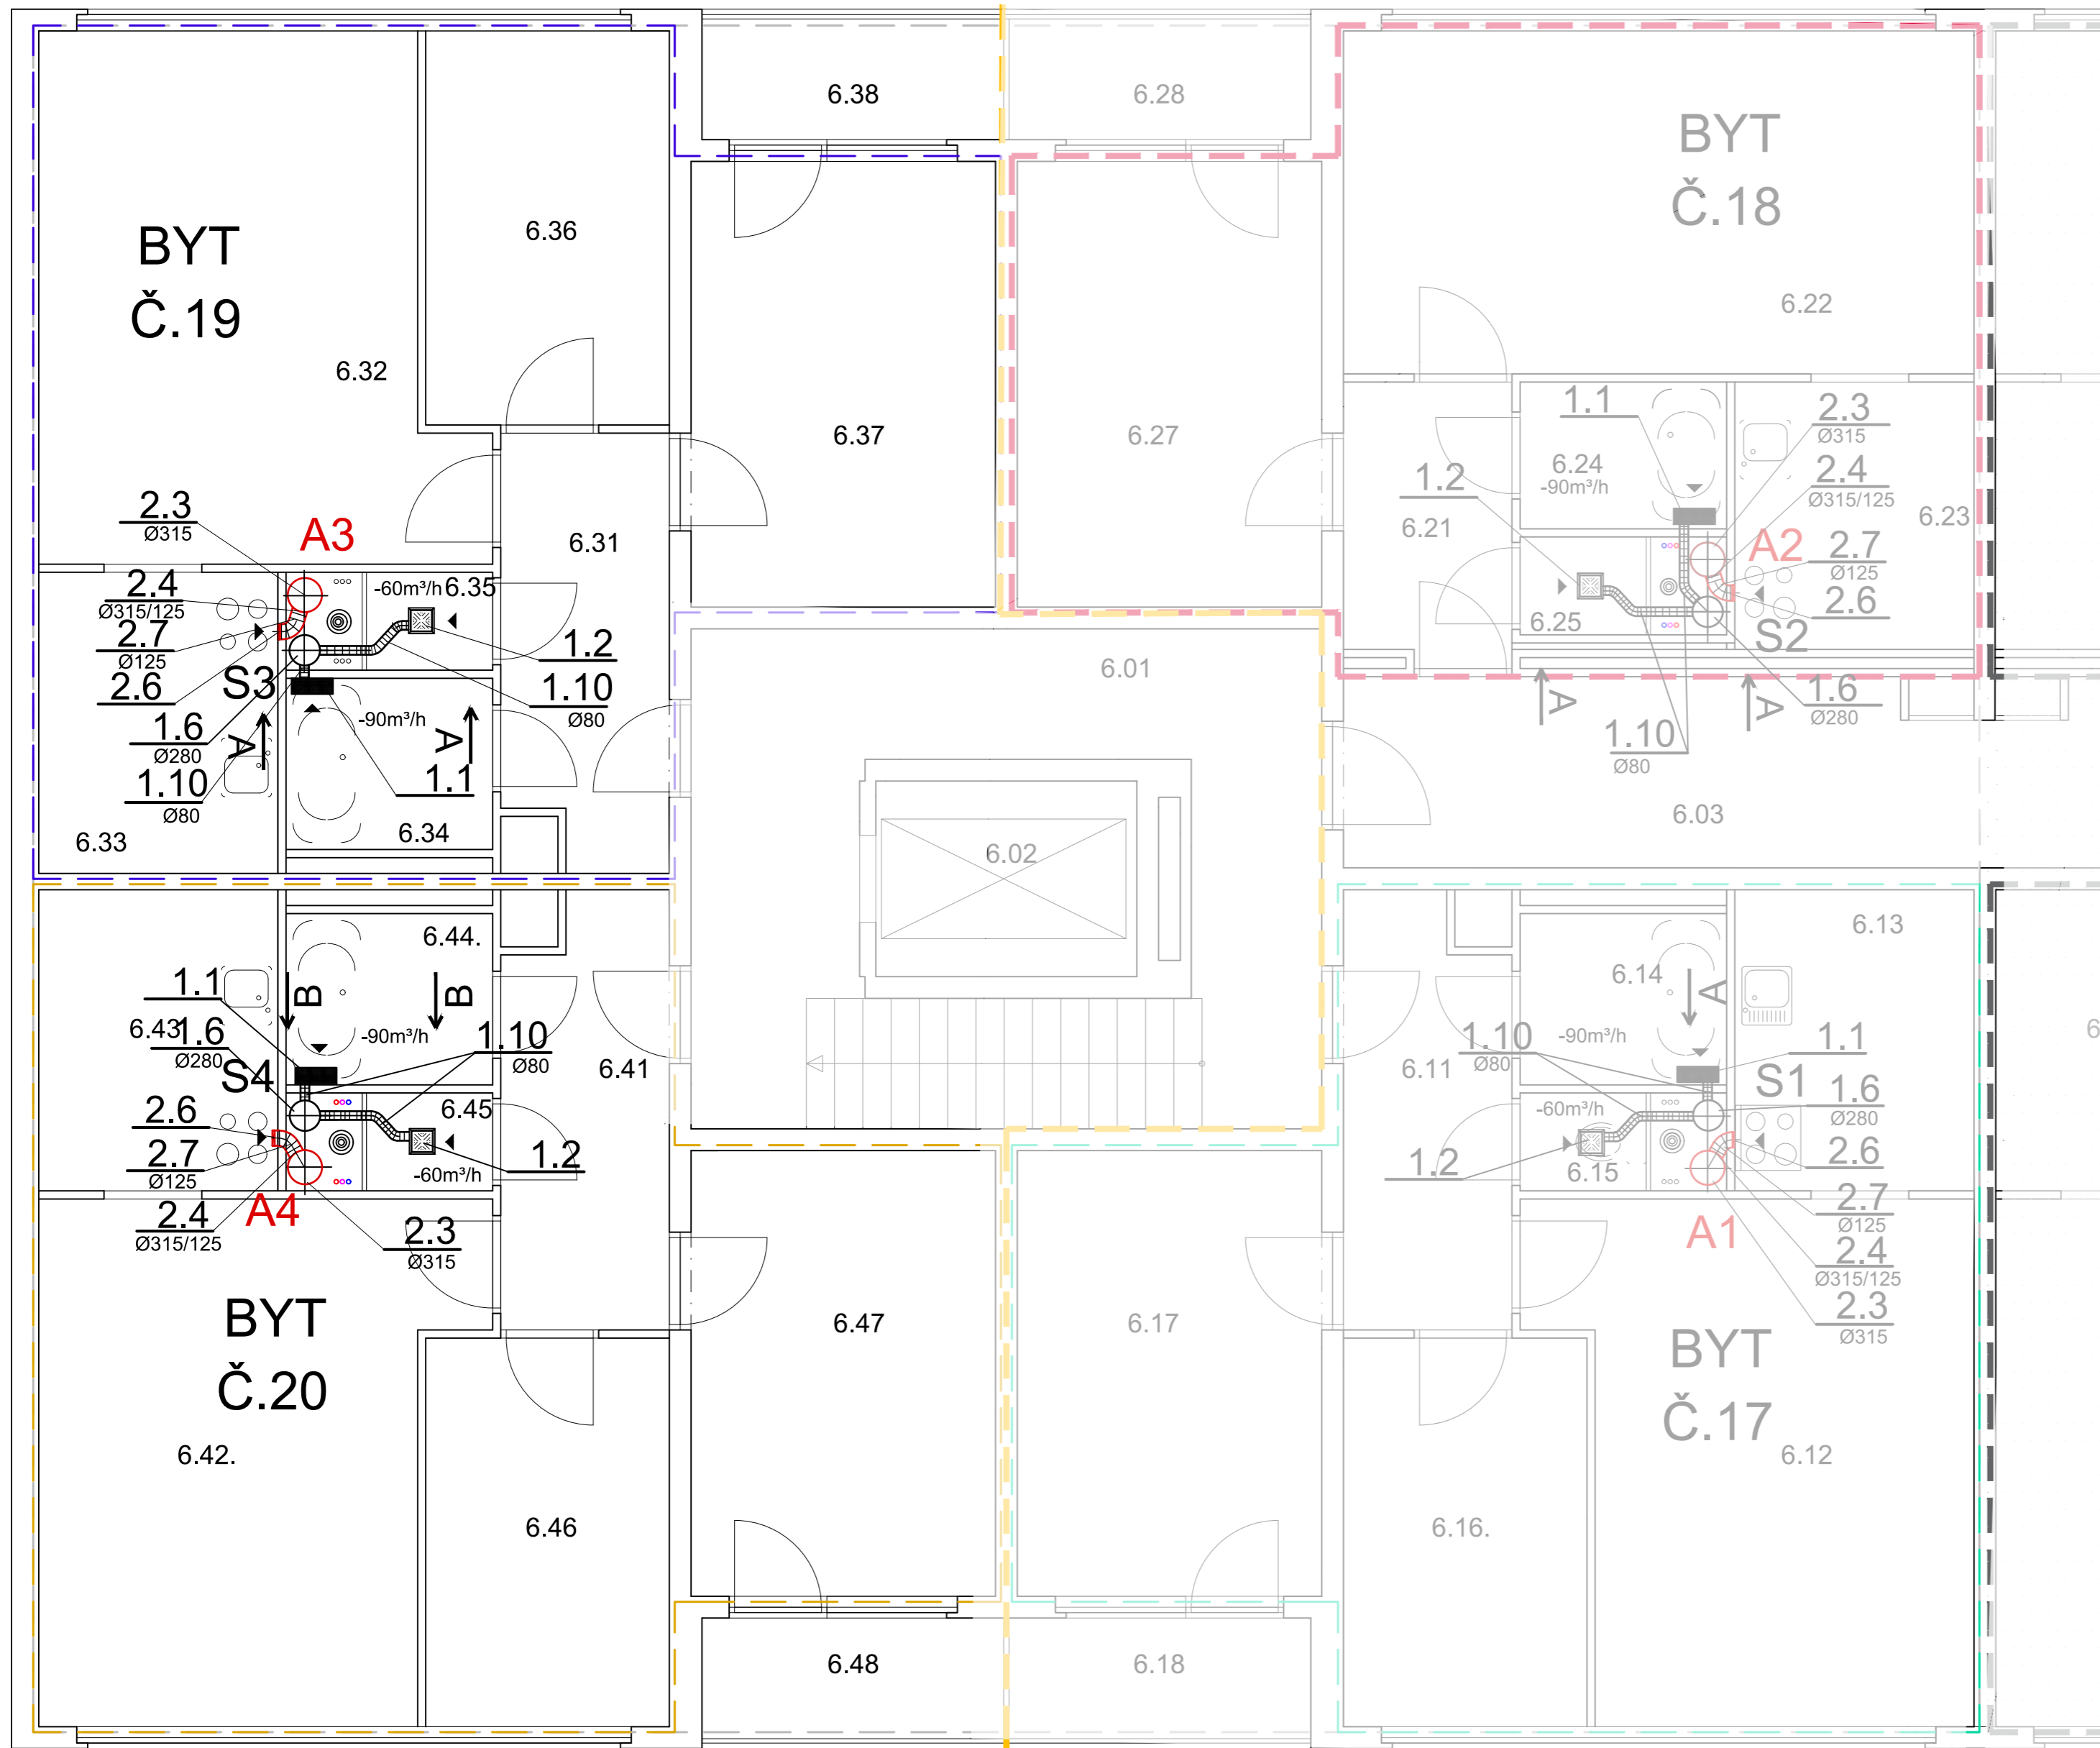 6.38
6.28
BYT
Č.18
6.36
BYT
Č.19
6.22
6.32
6.37
6.27
1.1
2.3
Ø315
6.24
-90m³/h
2.4
Ø315/125
1.2
2.3
Ø315
A3
6.31
6.21
6.23
A2
2.7
Ø125
2.4
Ø315/125
-60m³/h
6.35
2.6
2.7
Ø125
6.25
S2
1.2
6.01
2.6
S3
1.10
Ø80
-90m³/h
A
A
1.6
Ø280
1.6
Ø280
A
A
1.10
Ø80
1.10
Ø80
1.1
6.33
6.34
6.03
6.02
6.44.
6.13
1.1
B
B
6.14
A
6.43
1.6
Ø280
-90m³/h
1.10
Ø80
1.10
Ø80
-90m³/h
1.1
S4
6.41
6.11
S1
1.6
Ø280
2.6
6.45
-60m³/h
2.7
Ø125
1.2
-60m³/h
1.2
6.15
2.6
A4
2.4
Ø315/125
2.3
Ø315
A1
2.7
Ø125
2.4
Ø315/125
2.3
Ø315
BYT
Č.20
6.47
6.17
BYT
Č.17
6.42.
6.12
6.46
6.16.
6.48
6.18